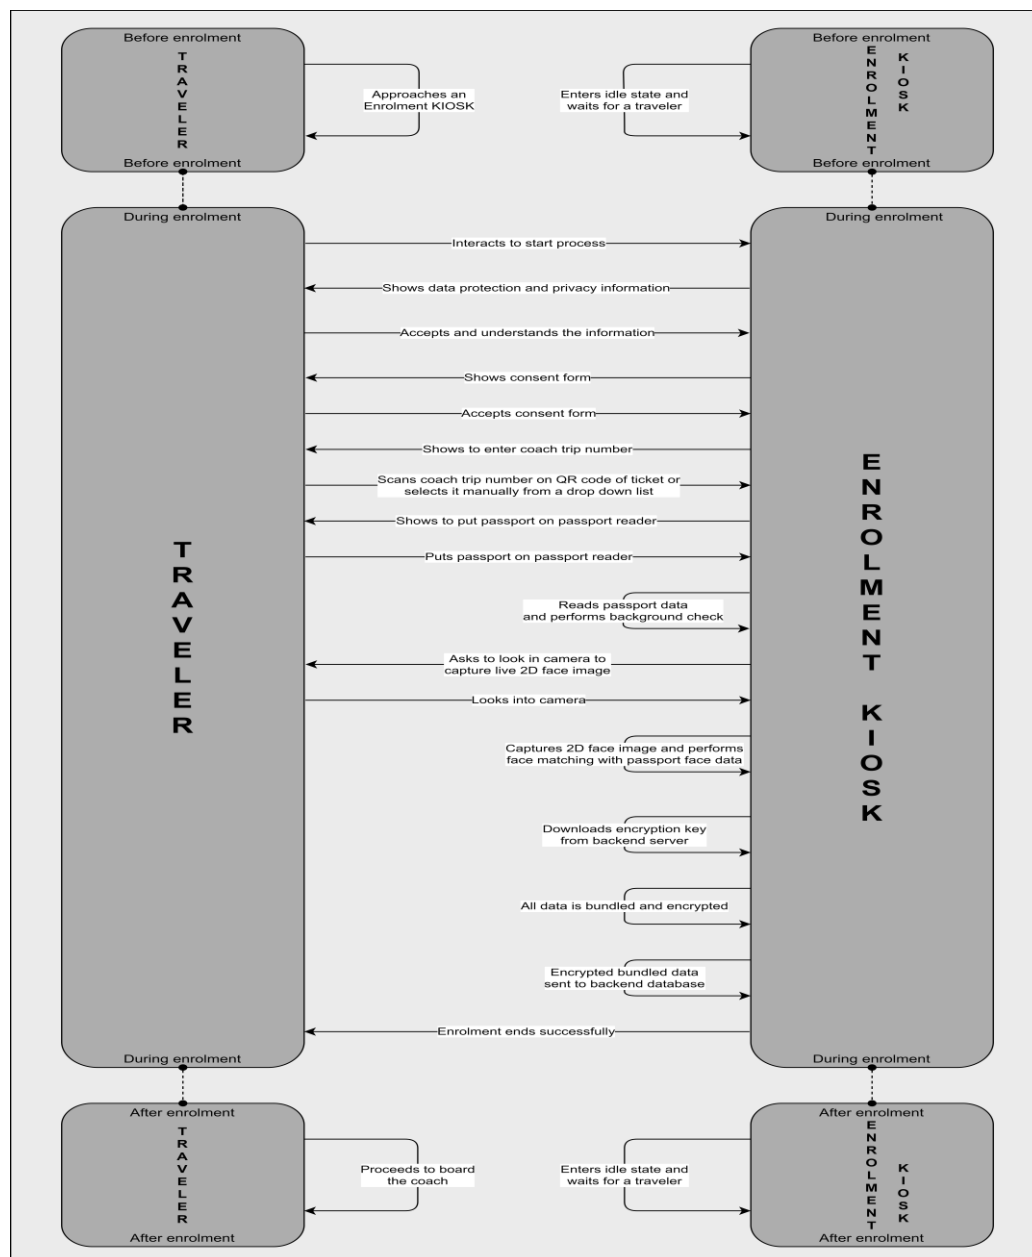 Before enrolment
TRAVELER
Approaches an
Enrolment KIOSK
Before enrolment
Before enrolment
ENROLMENT
KIOSK
Enters idle state and
waits for a traveler
Before enrolment
During enrolment
During enrolment
TRAVELER
ENROLMENT KIOSK
Interacts to start process
Shows data protection and privacy information
Accepts and understands the information
Shows consent form
Accepts consent form
Shows to enter coach trip number
Scans coach trip number on QR code of ticket or
selects it manually from a drop down list
Shows to put passport on passport reader
Puts passport on passport reader
Reads passport data
and performs background check
Asks to look in camera to
capture live 2D face image
Looks into camera
Captures 2D face image and performs
face matching with passport face data
Downloads encryption key
from backend server
All data is bundled and encrypted
Encrypted bundled data
sent to backend database
Enrolment ends successfully
During enrolment
During enrolment
After enrolment
TRAVELER
Proceeds to board
the coach
After enrolment
After enrolment
ENROLMENT
KIOSK
Enters idle state and
waits for a traveler
After enrolment